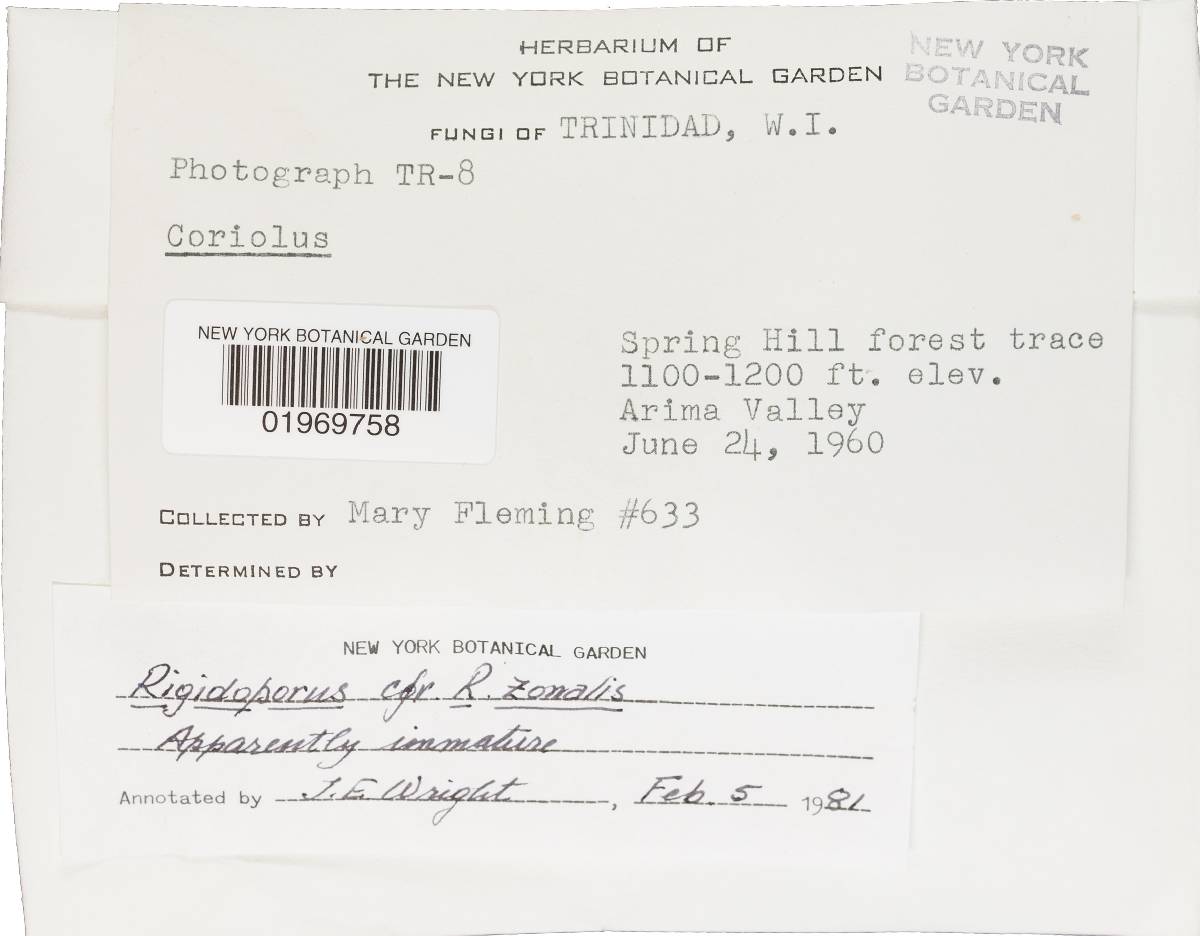 HERBARIUM OF
THE NEW YORK BOTANICAL GARDEN
NEW YORK
BOTANICAL
GARDEN
FUNGI OF TRINIDAD, W.I.
Photograph TR-8
Coriolus
NEW YORK BOTANICAL GARDEN
01969758
Spring Hill forest trace
1100-1200 ft. elev.
Arima Valley
June 24, 1960
COLLECTED BY Mary Fleming #633
DETERMINED BY
NEW YORK BOTANICAL GARDEN
Rigidoporus cfr. R. zonalis
Apparently immature
Annotated by J.E. Wright, Feb. 5 1981